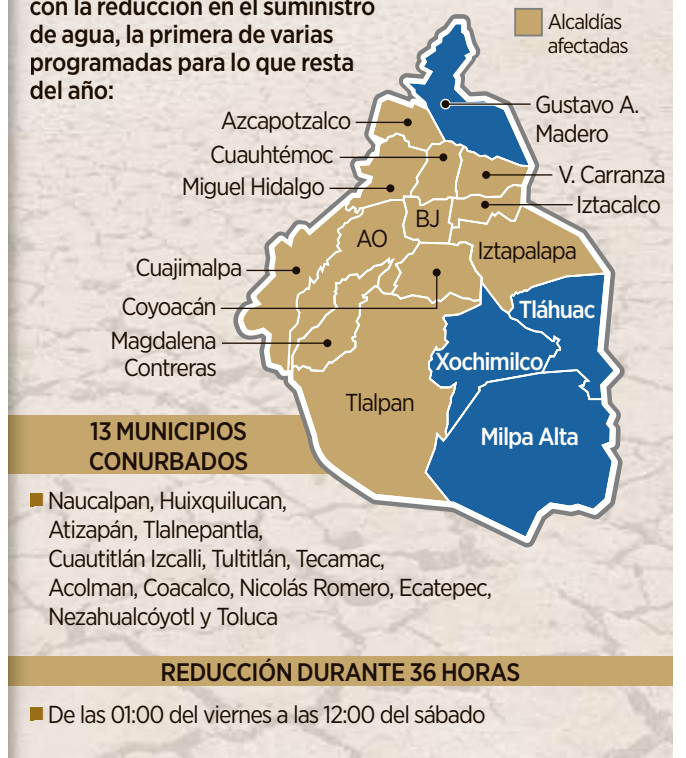 con la reducción en el suministro
de agua, la primera de varias
programadas para lo que resta
del año:
Alcaldías
afectadas
Azcapotzalco
Cuauhtémoc
Miguel Hidalgo
Cuajimalpa
Coyoacán
Magdalena
Contreras
Gustavo A.
Madero
V. Carranza
Iztacalco
BJ
AO
Iztapalapa
Tláhuac
Xochimilco
Tlalpan
Milpa Alta
13 MUNICIPIOS
CONURBADOS
Naucalpan, Huixquilucan,
Atizapán, Tlalnepantla,
Cuautitlán Izcalli, Tultitlán, Tecamac,
Acolman, Coacalco, Nicolás Romero, Ecatepec,
Nezahualcóyotl y Toluca
REDUCCIÓN DURANTE 36 HORAS
De las 01:00 del viernes a las 12:00 del sábado